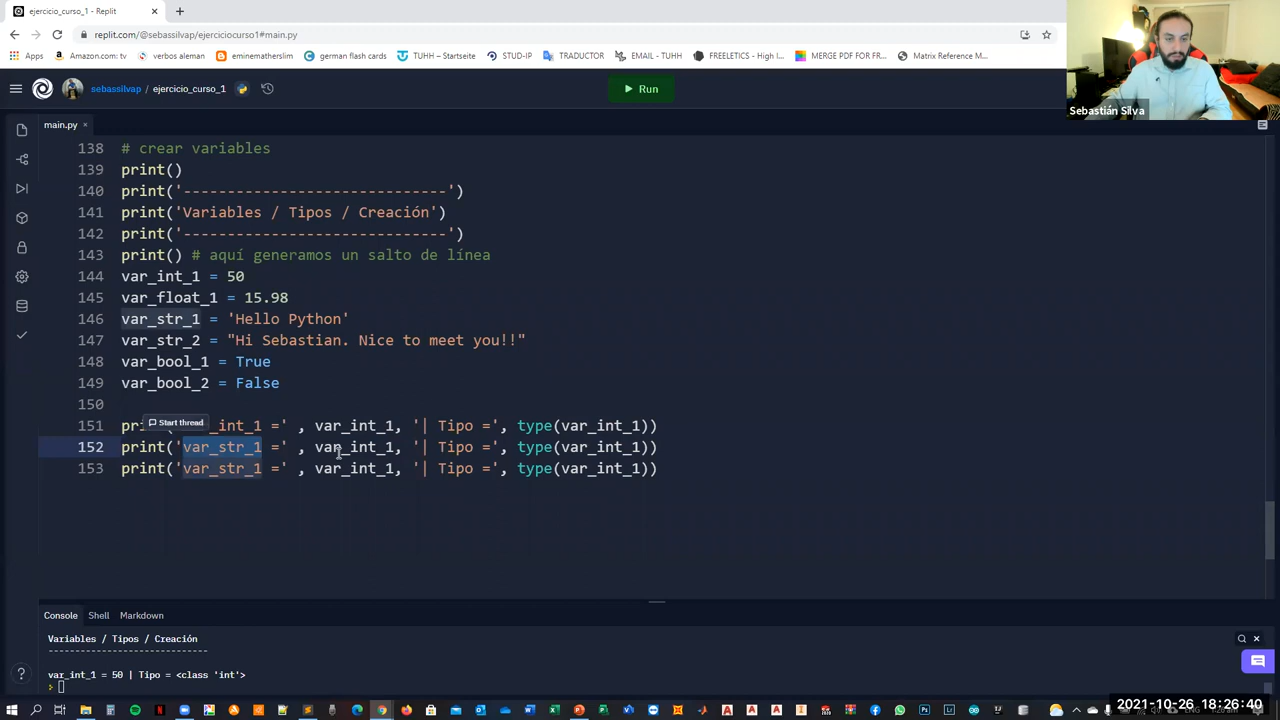 ejercicio_curso_1 - Replit
replit.com/@sebassilvap/ejerciciocurso1#main.py
Apps Amazon.com: tv verbos aleman eminematherslim german flash cards TUHH – Startseite STUD-IP TRADUCTOR EMAIL - TUHH FREELETICS - High I... MERGE PDF FOR FR... Matrix Reference M...
sebassilvap / ejercicio_curso_1
Run
Sebastián Silva
main.py
138 # crear variables
139 print()
140 print('------------------------------')
141 print('Variables / Tipos / Creación')
142 print('------------------------------')
143 print() # aquí generamos un salto de línea
144 var_int_1 = 50
145 var_float_1 = 15.98
146 var_str_1 = 'Hello Python'
147 var_str_2 = "Hi Sebastian. Nice to meet you!!"
148 var_bool_1 = True
149 var_bool_2 = False
150
Start thread
151 pr _int_1 =' , var_int_1, '| Tipo =', type(var_int_1))
152 print('var_str_1 =' , var_int_1, '| Tipo =', type(var_int_1))
153 print('var_str_1 =' , var_int_1, '| Tipo =', type(var_int_1))
Console Shell Markdown
Variables / Tipos / Creación
------------------------------
var_int_1 = 50 | Tipo = <class 'int'>
2021-10-26 18:26:40